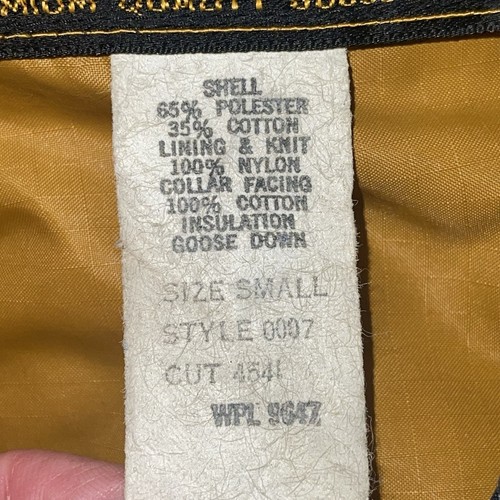 QUALITY
SHELL
65% POLESTER
35% COTTON
LINING & KNIT
100% NYLON
COLLAR FACING
100% COTTON
INSULATION
GOOSE DOWN
SIZE SMALL
STYLE 0007
CUT
WPL 9647